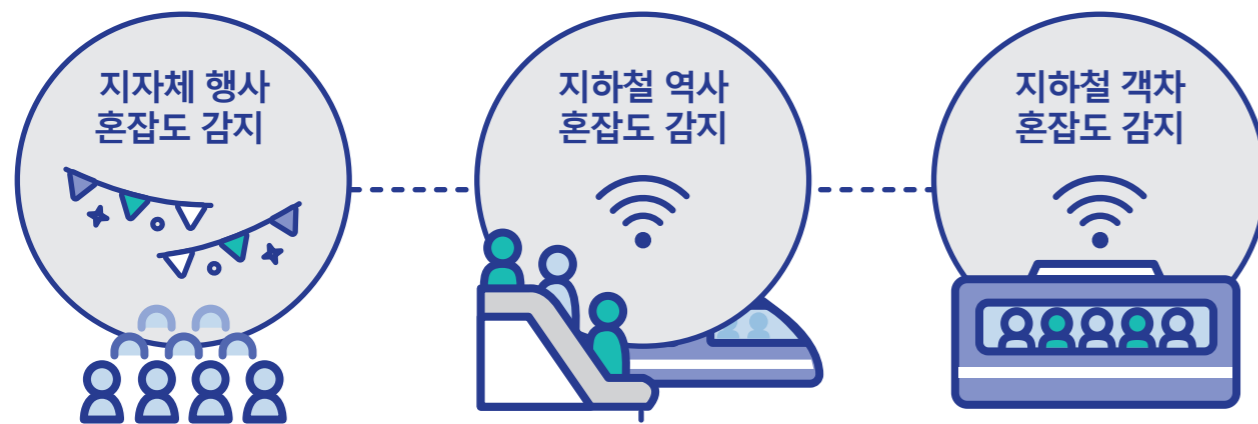 지자체 행사
혼잡도 감지
지하철 역사
혼잡도 감지
지하철 객차
혼잡도 감지